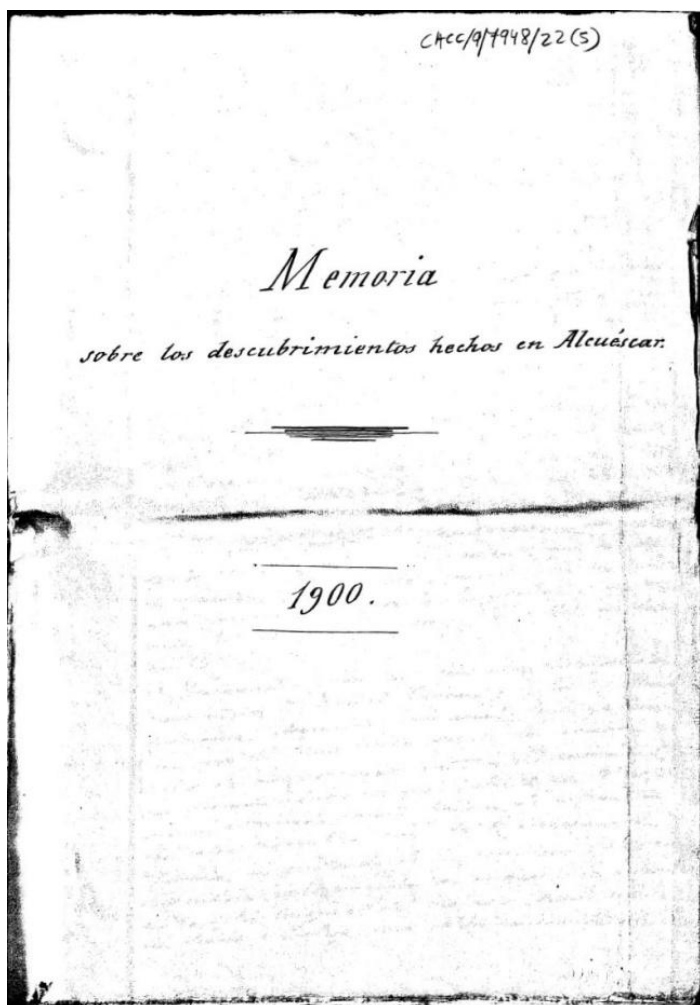 CACC/9/7948/22(5)
Memoria
sobre los descubrimientos hechos en Alcuéscar.
1900.